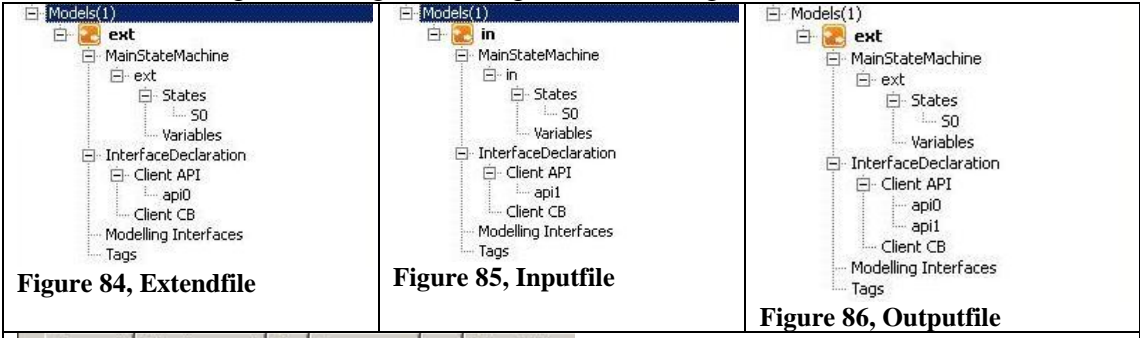 Models(1)
ext
MainStateMachine
ext
States
S0
Variables
InterfaceDeclaration
Client API
api0
Client CB
Modelling Interfaces
Tags
Figure 84, Extendfile
Models(1)
in
MainStateMachine
in
States
S0
Variables
InterfaceDeclaration
Client API
api1
Client CB
Modelling Interfaces
Tags
Figure 85, Inputfile
Models(1)
ext
MainStateMachine
ext
States
S0
Variables
InterfaceDeclaration
Client API
api0
api1
Client CB
Modelling Interfaces
Tags
Figure 86, Outputfile